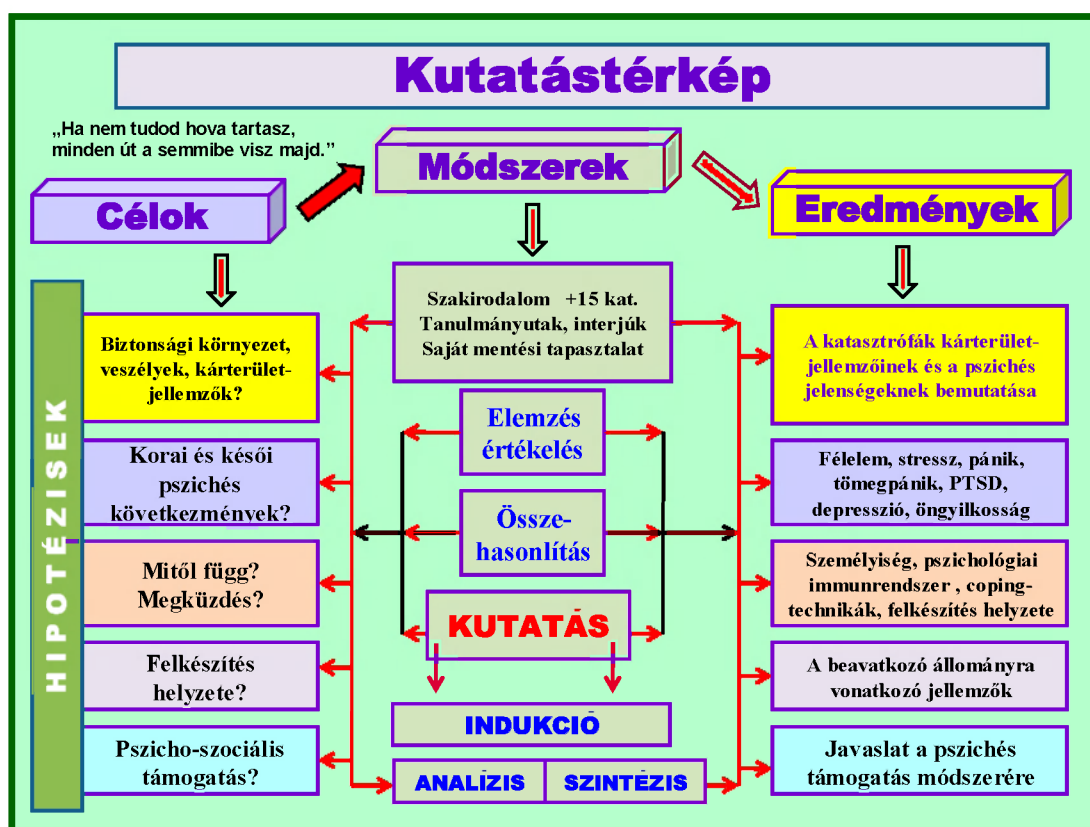 Kutatástérkép
„Ha nem tudod hova tartasz,
minden út a semmibe visz majd.”
Célok
Módszerek
Eredmények
HIPOTÉZISEK
Biztonsági környezet,
veszélyek, kárterület-
jellemzők?
Korai és késői
pszichés
következmények?
Mitől függ?
Megküzdés?
Felkészítés
helyzete?
Pszicho-szociális
támogatás?
Szakirodalom +15 kat.
Tanulmányutak, interjúk
Saját mentési tapasztalat
Elemzés
értékelés
Össze-
hasonlítás
KUTATÁS
INDUKCIÓ
ANALÍZIS
SZINTÉZIS
A katasztrófák kárterület-
jellemzőinek és a pszichés
jelenségeknek bemutatása
Félelem, stressz, pánik,
tömegpánik, PTSD,
depresszió, öngyilkosság
Személyiség, pszichológiai
immunrendszer , coping-
technikák, felkészítés helyzete
A beavatkozó állományra
vonatkozó jellemzők
Javaslat a pszichés
támogatás módszerére